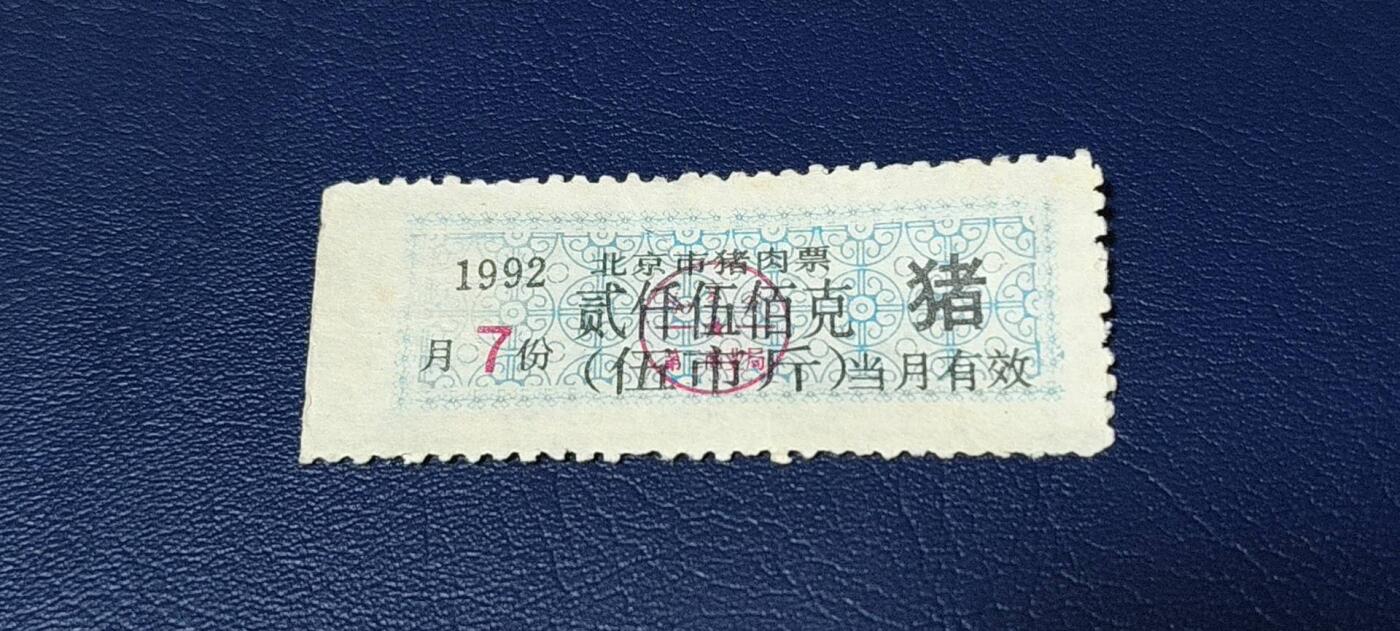 1992 北京市猪肉票 猪
贰仟伍佰克
月7份 (伍市斤)当月有效